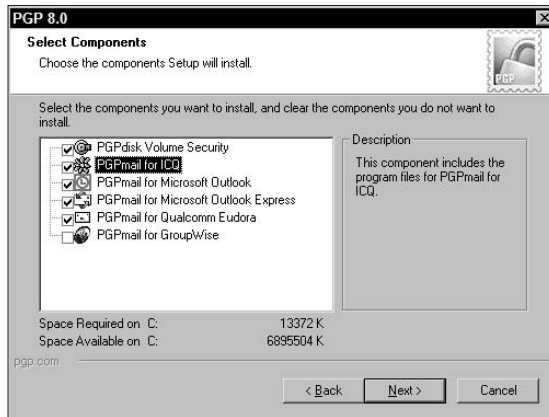 PGP 8.0
Select Components
Choose the components Setup will install.
PGP
Select the components you want to install, and clear the components you do not want to
install.
PGPdisk Volume Security
PGPmail for ICQ
PGPmail for Microsoft Outlook
PGPmail for Microsoft Outlook Express
PGPmail for Qualcomm Eudora
PGPmail for GroupWise
Description
This component includes the
program files for PGPmail for
ICQ.
Space Required on C: 13372 K
Space Available on C: 6895504 K
pgp.com
< Back Next > Cancel